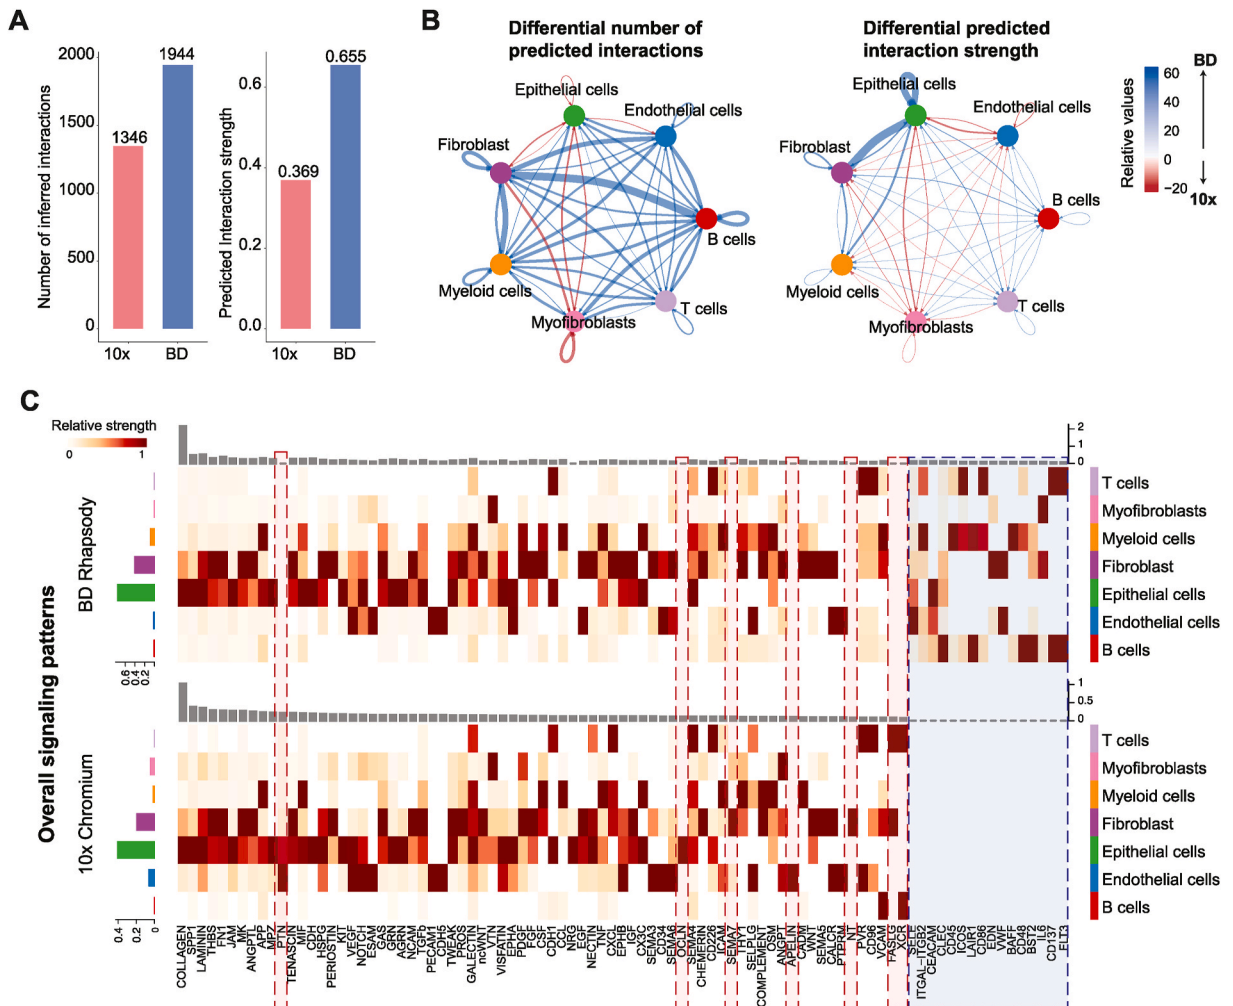 A
Number of inferred interactions
2000
1500
1000
500
0
1346
1944
10x
BD
Predicted Interaction strength
0.6
0.4
0.2
0.0
0.369
0.655
10x
BD
B
Differential number of
predicted interactions
Epithelial cells
Endothelial cells
Fibroblast
B cells
Myeloid cells
T cells
Myofibroblasts
Differential predicted
interaction strength
Epithelial cells
Endothelial cells
Fibroblast
B cells
Myeloid cells
T cells
Myofibroblasts
Relative values
BD
60
40
20
0
−20
10x
C
Relative strength
0
1
Overall signaling patterns
BD Rhapsody
2
1
0
T cells
Myofibroblasts
Myeloid cells
Fibroblast
Epithelial cells
Endothelial cells
B cells
0.6
0.4
0.2
10x Chromium
1
0.5
0
T cells
Myofibroblasts
Myeloid cells
Fibroblast
Epithelial cells
Endothelial cells
B cells
0.4
0
COLLAGEN
SPP1
LAMININ
THBS
FN1
JAM
MK
ANGPTL
APP
MPZ
PTN
TENASCIN
MIF
CDH
HSPG
PERIOSTIN
KIT
VEGF
NOTCH
ESAM
GAS
GRN
AGRN
NCAM
TGFb
PECAM1
CDH5
TWEAK
PROS
GALECTIN
ncWNT
VISFATIN
EPHA
PDGF
FGF
CSF
CDH1
CCL
NRG
EGF
NECTIN
TNF
CXCL
EPHB
CX3C
SEMA3
CD34
SEMA6
OCLN
SEMA4
CHEMERIN
CD226
ICAM
SEMA7
THY1
SELPLG
COMPLEMENT
OSM
ANGPT
APELIN
CADM
WNT
SEMA5
CALCR
PTPRM
NT
PVR
CD96
VCAM
FASLG
XCR
SELE
ITGAL−ITGB2
CEACAM
CLEC
CD45
ICOS
LAIR1
CD86
EDN
VWF
BAFF
CD48
BST2
IL6
CD137
FLT3